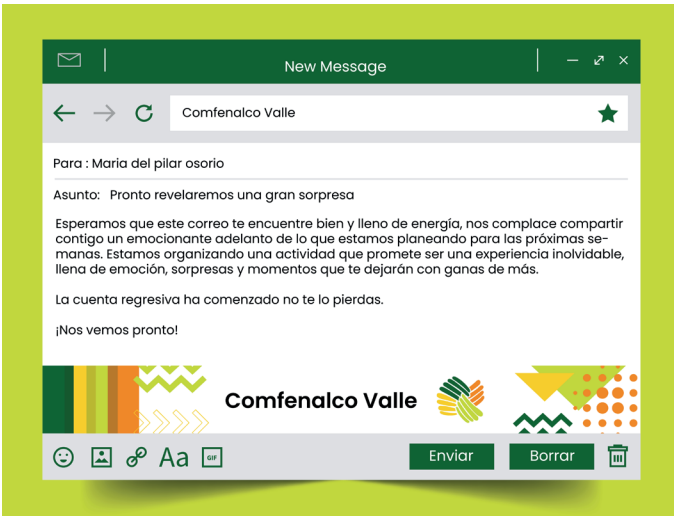 New Message
Comfenalco Valle
Para : Maria del pilar osorio
Asunto: Pronto revelaremos una gran sorpresa
Esperamos que este correo te encuentre bien y lleno de energía, nos complace compartir
contigo un emocionante adelanto de lo que estamos planeando para las próximas se-
manas. Estamos organizando una actividad que promete ser una experiencia inolvidable,
llena de emoción, sorpresas y momentos que te dejarán con ganas de más.
La cuenta regresiva ha comenzado no te lo pierdas.
¡Nos vemos pronto!
Comfenalco Valle
Aa GIF Enviar Borrar